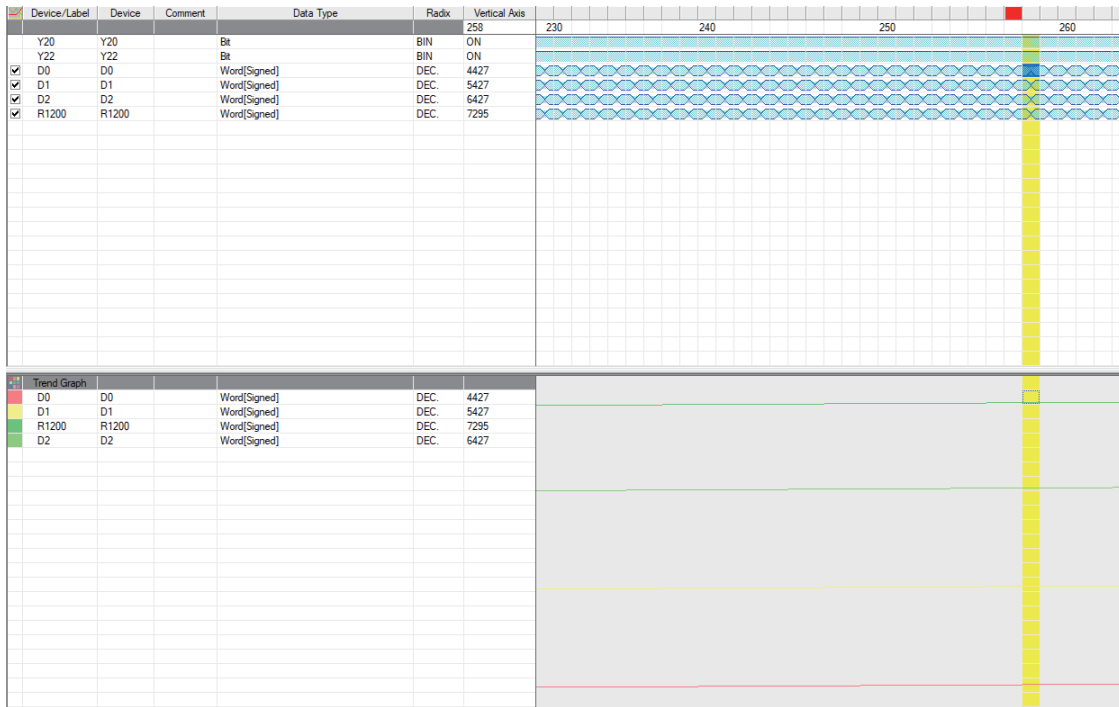 Device/Label Device Comment Data Type Radix Vertical Axis
258 230 240 250 260
Y20 Y20 Bit BIN ON
Y22 Y22 Bit BIN ON
D0 D0 Word[Signed] DEC. 4427
D1 D1 Word[Signed] DEC. 5427
D2 D2 Word[Signed] DEC. 6427
R1200 R1200 Word[Signed] DEC. 7295
Trend Graph
D0 D0 Word[Signed] DEC. 4427
D1 D1 Word[Signed] DEC. 5427
R1200 R1200 Word[Signed] DEC. 7295
D2 D2 Word[Signed] DEC. 6427